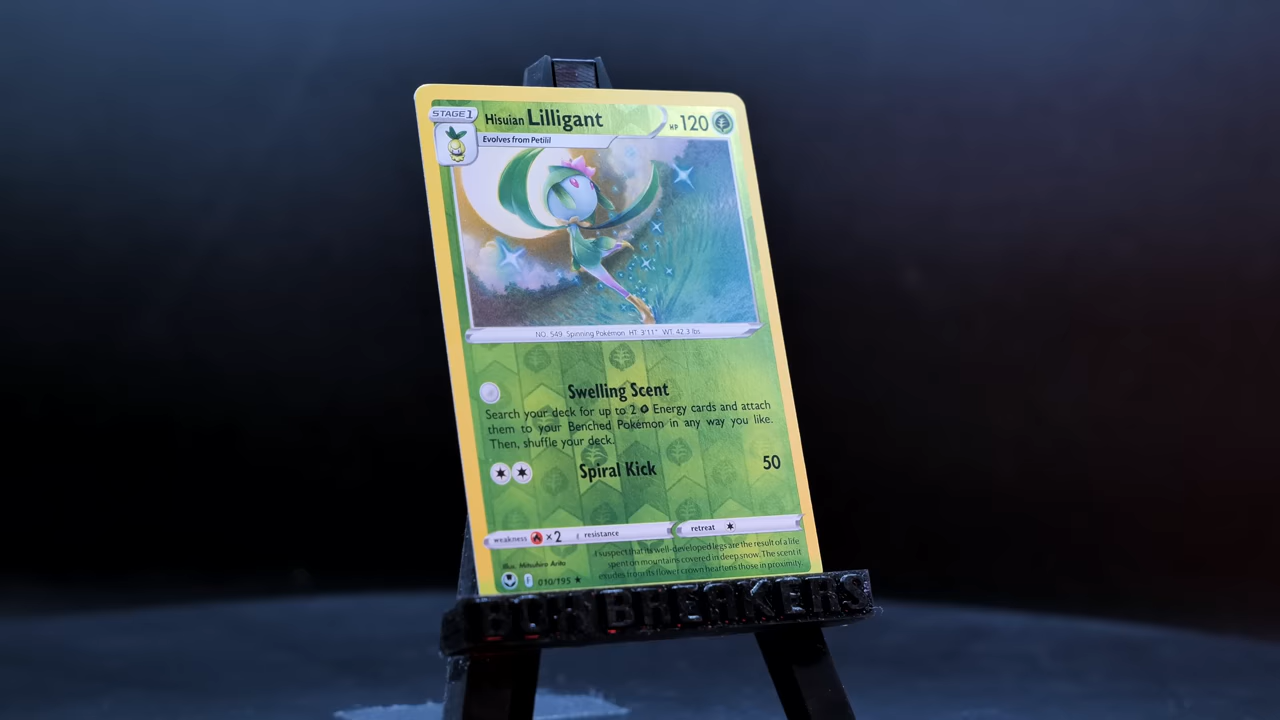 STAGE 1
Hisuian Lilligant
HP 120
Evolves from Petilil
NO. 549 Spinning Pokémon HT. 3'11" WT. 42.3 lbs
Swelling Scent
Search your deck for up to 2 Energy cards and attach
them to your Benched Pokémon in any way you like.
Then, shuffle your deck.
Spiral Kick 50
weakness ×2 resistance retreat
Illus. Mitsuhiro Arita
I suspect that its well-developed legs are the result of a life
spent on mountains covered in deep snow. The scent it
exudes from its flower crown heartens those in proximity.
010/195 ★
BOXBREAKERS